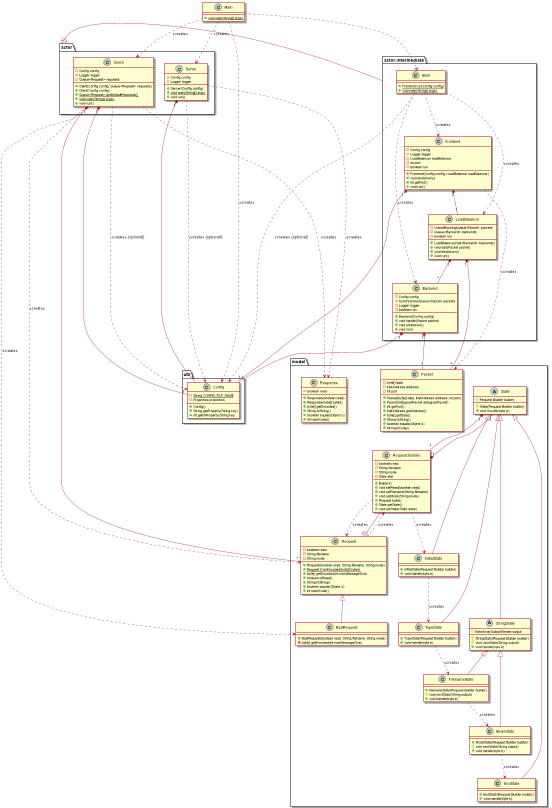 Main
void main(String[] args)
«creates
«creates
«creates
actor
Client
Config config
Logger logger
Queue<Request> requests
Client(Config config, Queue<Request> requests)
Client(Config config)
Queue<Request> getDefaultRequests()
void main(String[] args)
void run()
Server
Config config
Logger logger
Server(Config config)
void main(String[] args)
void run()
actor.intermediate
Main
Frontend run(Config config)
void main(String[] args)
«creates
«creates
«creates
Frontend
Config config
Logger logger
LoadBalancer loadBalancer
int port
boolean run
Frontend(Config config, LoadBalancer loadBalancer)
void shutdown()
int getPort()
void run()
LoadBalancer
LinkedBlockingQueue<Packet> packets
Queue<Backend> backends
boolean run
LoadBalancer(Set<Backend> backends)
void add(Packet packet)
void shutdown()
void run()
«creates (optional)
«creates (optional)
«creates (optional)
«creates
«creates
«creates
Backend
Config config
SynchronousQueue<Packet> packets
Logger logger
boolean run
Backend(Config config)
void handle(Packet packet)
void shutdown()
void run()
«creates
«creates
util
Config
String CONFIG_FILE_NAME
Properties properties
Config()
String getProperty(String key)
int getIntProperty(String key
model
Response
boolean read
Response(boolean read)
Response(byte[] bytes)
byte[] getEncoded()
String toString()
boolean equals(Object o)
int hashCode()
Packet
byte[] data
InetAddress address
int port
Packet(byte[] data, InetAddress address, int port)
Packet(DatagramPacket datagramPacket)
int getPort()
InetAddress getAddress()
byte[] getData()
String toString()
boolean equals(Object o)
int hashCode()
State
Request.Builder builder
State(Request.Builder builder)
void handle(byte b)
Request.Builder
boolean read
String filename
String mode
State stat
Builder()
void setRead(boolean read)
void setFilename(String filename)
void setMode(String mode)
Request build()
State getState()
void setState(State state)
«creates
«creates
«creates
Request
boolean read
String filename
String mode
Request(boolean read, String filename, String mode)
Request fromEncoded(byte[] bytes)
byte[] getEncoded(int maxMessageSize)
boolean isRead()
String toString()
boolean equals(Object o)
int hashCode()
InitialState
InitialState(Request.Builder builder)
void handle(byte b)
«creates
BadRequest
BadRequest(boolean read, String filename, String mode)
byte[] getEncoded(int maxMessageSize)
TypeState
TypeState(Request.Builder builder)
void handle(byte b)
StringState
ByteArrayOutputStream output
StringState(Request.Builder builder)
void nextState(String output)
void handle(byte b)
«creates
FilenameState
FilenameState(Request.Builder builder)
void nextState(String output)
void handle(byte b)
«creates
ModeState
ModeState(Request.Builder builder)
void nextState(String output)
void handle(byte b)
«creates
EndState
EndState(Request.Builder builder)
void handle(byte b)